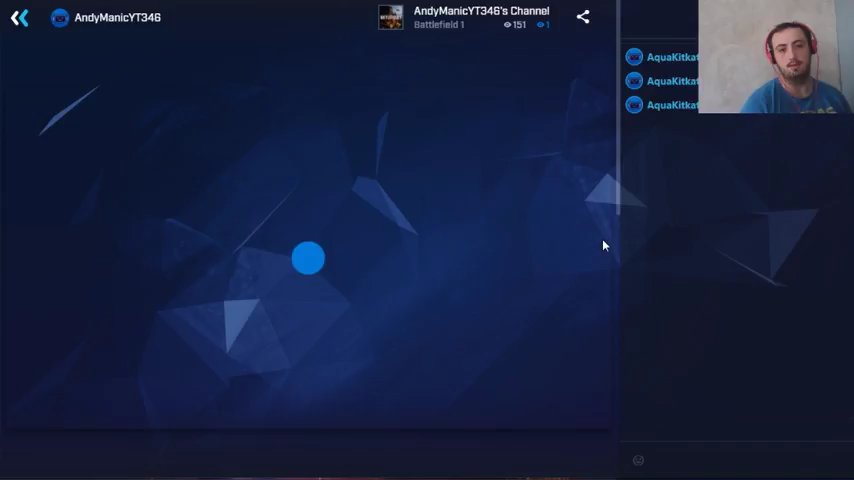 AndyManicYT346
AndyManicYT346's Channel
Battlefield 1
151
1
AquaKitkat
AquaKitkat
AquaKitkat